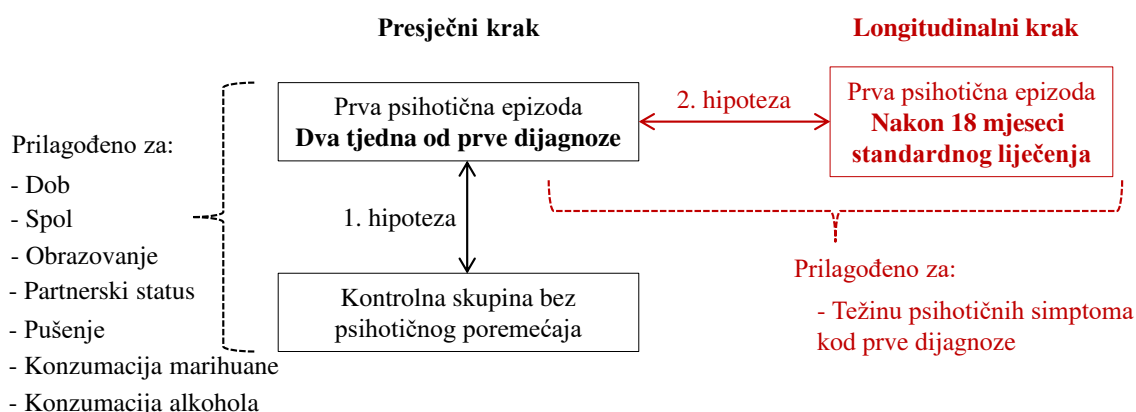 Presječni krak
Longitudinalni krak
Prva psihotična epizoda
Dva tjedna od prve dijagnoze
2. hipoteza
Prva psihotična epizoda
Nakon 18 mjeseci
standardnog liječenja
Prilagođeno za:
- Dob
- Spol
- Obrazovanje
- Partnerski status
- Pušenje
- Konzumacija marihuane
- Konzumacija alkohola
1. hipoteza
Kontrolna skupina bez
psihotičnog poremećaja
Prilagođeno za:
- Težinu psihotičnih simptoma
kod prve dijagnoze